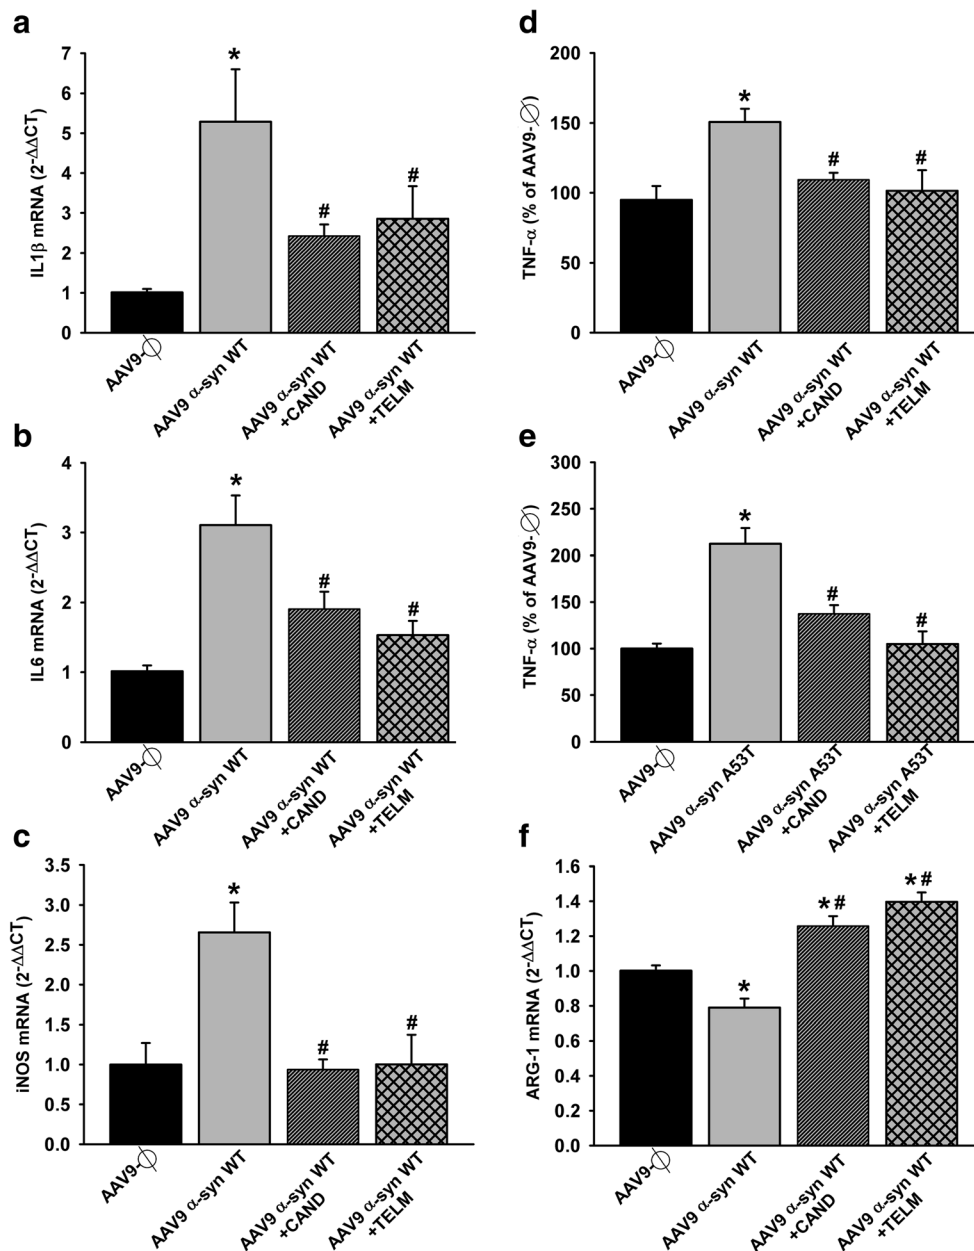 a
IL1β mRNA (2-ΔΔCT)
7
6
5
4
3
2
1
0
*
#
#
AAV9-∅
AAV9 α-syn WT
AAV9 α-syn WT
+CAND
AAV9 α-syn WT
+TELM
d
TNF-α (% of AAV9-∅)
200
150
100
50
0
*
#
#
AAV9-∅
AAV9 α-syn WT
AAV9 α-syn WT
+CAND
AAV9 α-syn WT
+TELM
b
IL6 mRNA (2-ΔΔCT)
4
3
2
1
0
*
#
#
AAV9-∅
AAV9 α-syn WT
AAV9 α-syn WT
+CAND
AAV9 α-syn WT
+TELM
e
TNF-α (% of AAV9-∅)
300
250
200
150
100
50
0
*
#
#
AAV9-∅
AAV9 α-syn A53T
AAV9 α-syn A53T
+CAND
AAV9 α-syn A53T
+TELM
c
iNOS mRNA (2-ΔΔCT)
3.5
3.0
2.5
2.0
1.5
1.0
0.5
0.0
*
#
#
AAV9-∅
AAV9 α-syn WT
AAV9 α-syn WT
+CAND
AAV9 α-syn WT
+TELM
f
ARG-1 mRNA (2-ΔΔCT)
1.6
1.4
1.2
1.0
0.8
0.6
0.4
0.2
0.0
*
*#
*#
AAV9-∅
AAV9 α-syn WT
AAV9 α-syn WT
+CAND
AAV9 α-syn WT
+TELM